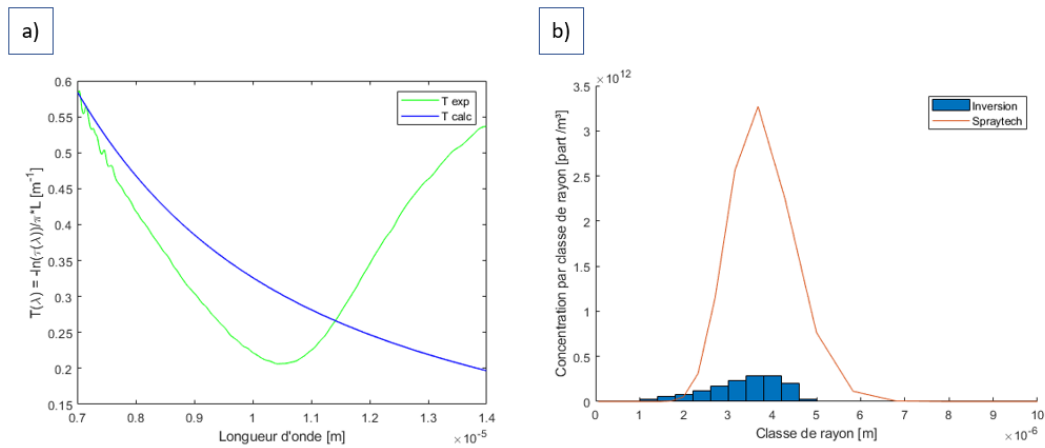 a)
0.6
0.55
0.5
0.45
0.4
0.35
0.3
0.25
0.2
0.15
T(λ) = -ln(τ(λ))/π*L [m⁻¹]
T exp
T calc
0.7 0.8 0.9 1 1.1 1.2 1.3 1.4
Longueur d'onde [m]
×10⁻⁵
b)
×10¹²
3.5
3
2.5
2
1.5
1
0.5
0
Concentration par classe de rayon [part /m³]
Inversion
Spraytech
0 1 2 3 4 5 6 7 8 9 10
Classe de rayon [m]
×10⁻⁶